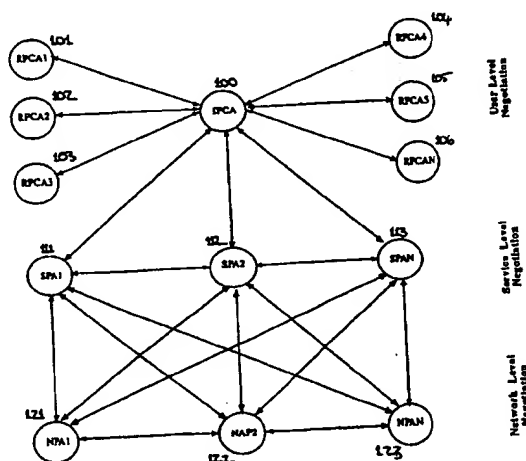 101
RPCA1
102
RPCA2
103
RPCA3
100
SPCA
104
RPCA4
105
RPCA5
106
RPCAN
User Level
Negotiation
111
SPA1
112
SPA2
113
SPAN
Service Level
Negotiation
121
NPA1
NAP2
122
NPAN
123
Network Level
Negotiation